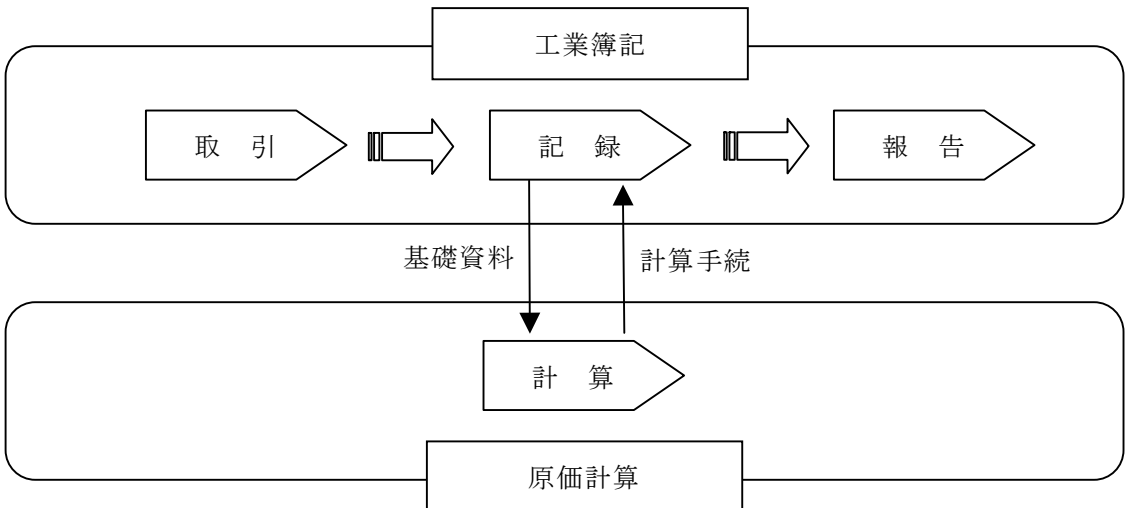 工業簿記
取 引
記 録
報 告
基礎資料
計算手続
計 算
原価計算